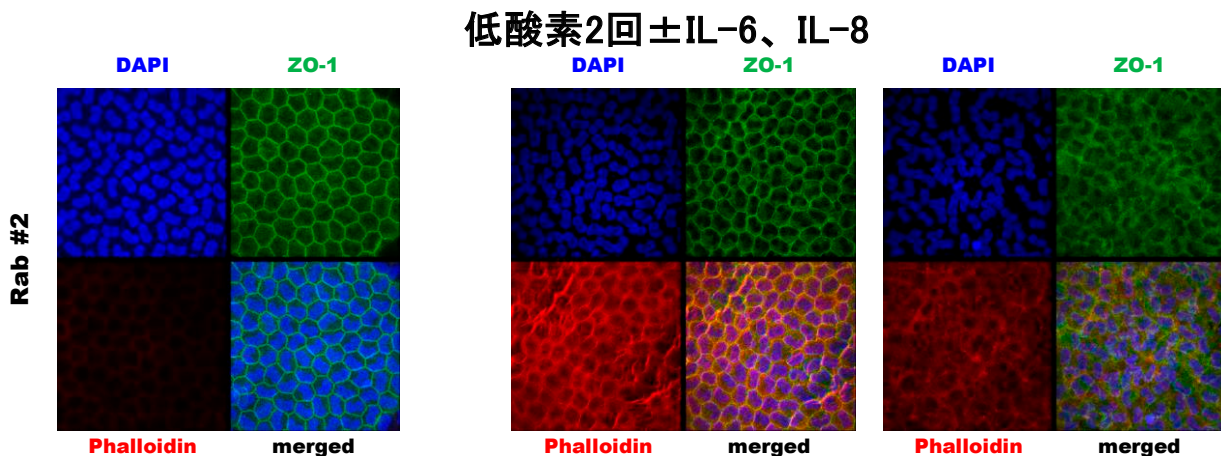 低酸素2回±IL-6、IL-8
DAPI ZO-1 DAPI ZO-1 DAPI ZO-1
Rab #2
Phalloidin merged Phalloidin merged Phalloidin merged